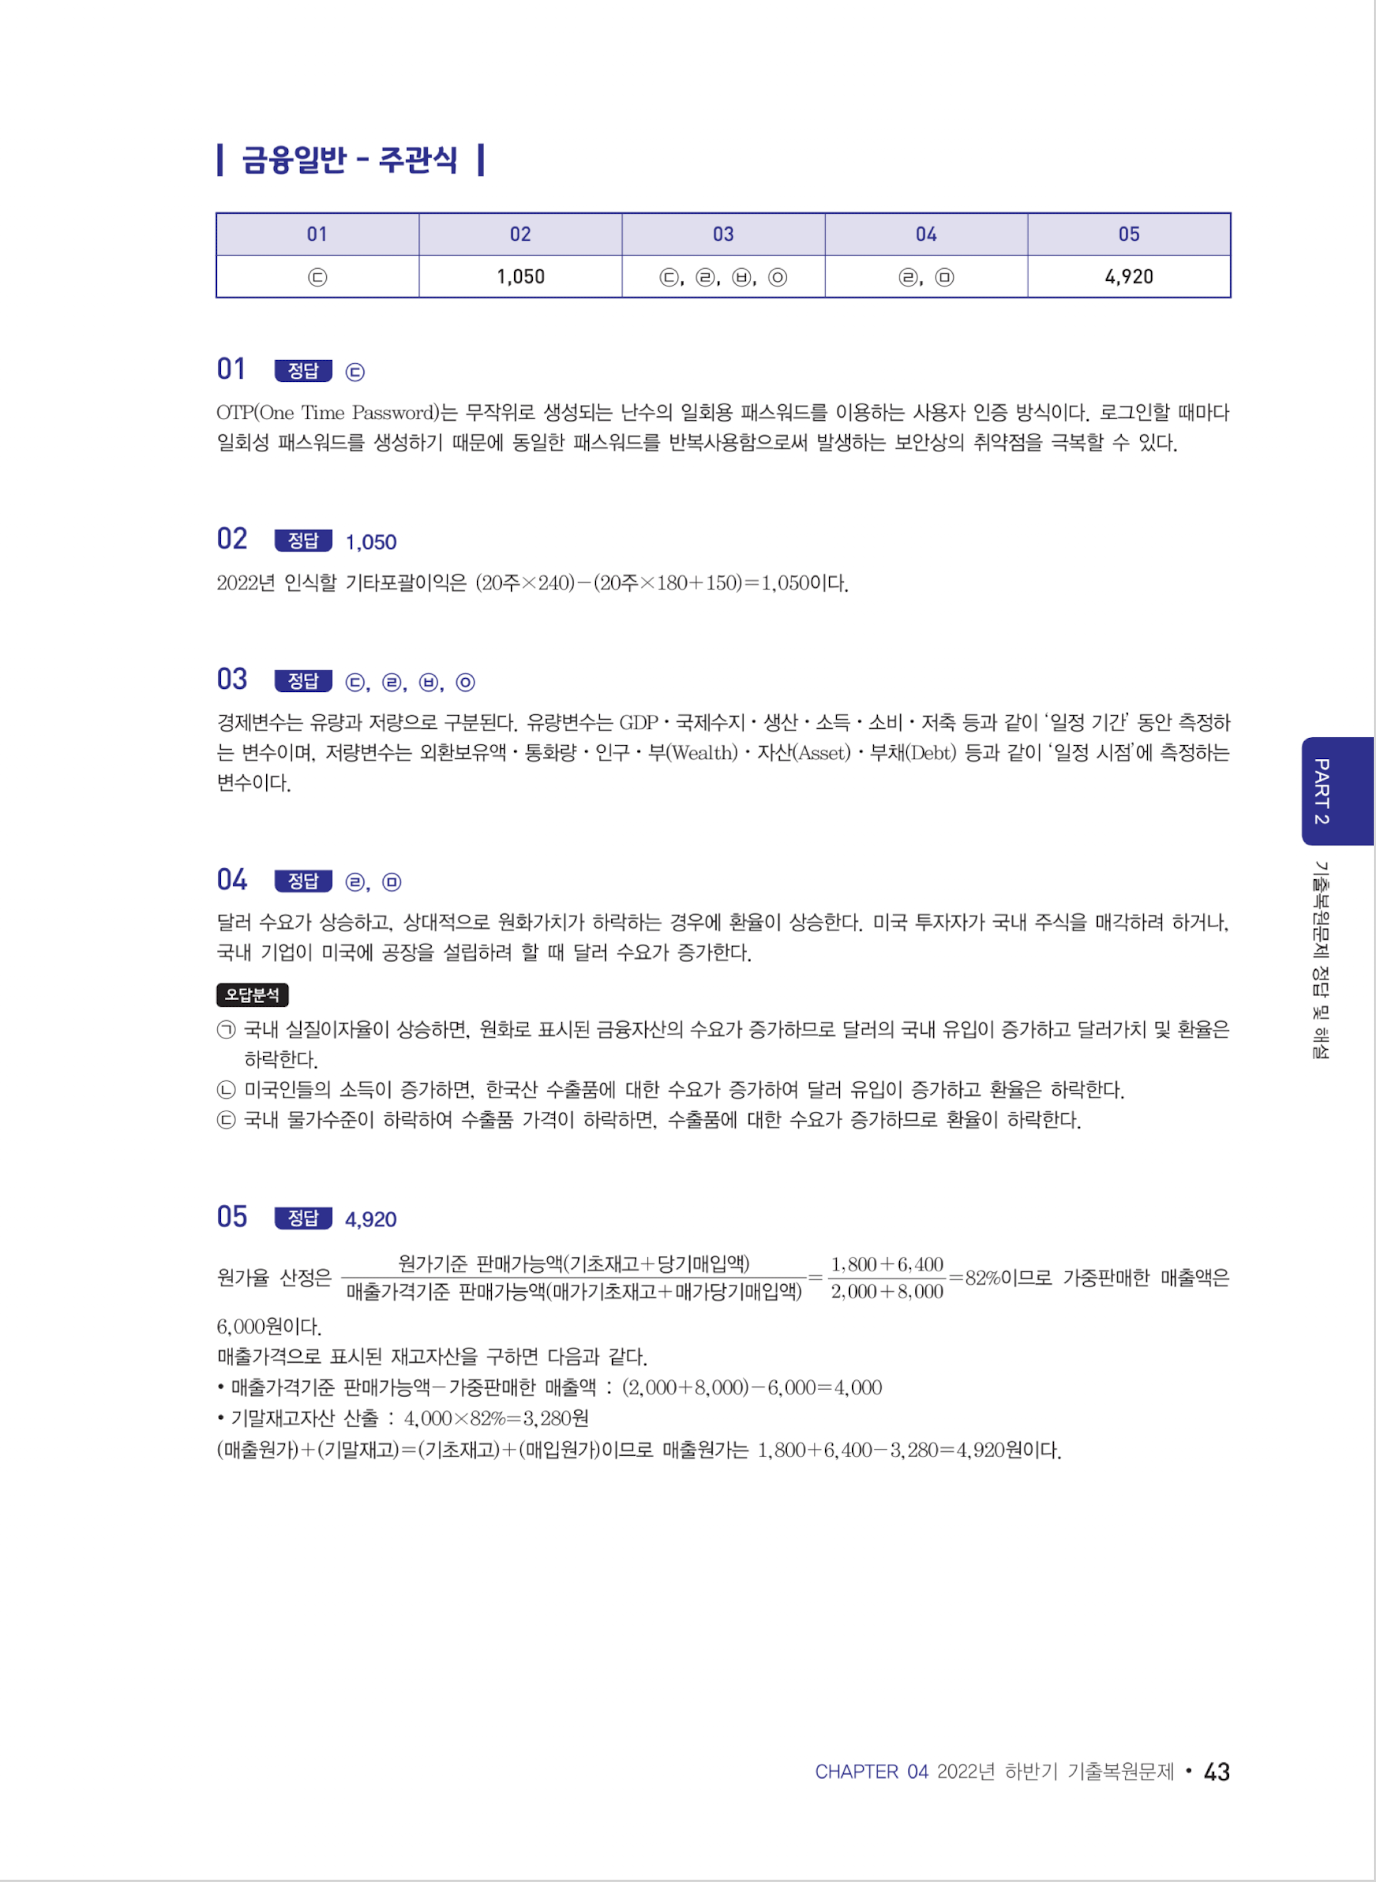 금융일반 - 주관식
01 02 03 04 05
㉢ 1,050 ㉢, ㉣, ㉥, ㉧ ㉣, ㉤ 4,920
01 정답 ㉢
OTP(One Time Password)는 무작위로 생성되는 난수의 일회용 패스워드를 이용하는 사용자 인증 방식이다. 로그인할 때마다
일회성 패스워드를 생성하기 때문에 동일한 패스워드를 반복사용함으로써 발생하는 보안상의 취약점을 극복할 수 있다.
02 정답 1,050
2022년 인식할 기타포괄이익은 (20주×240)-(20주×180+150)=1,050이다.
03 정답 ㉢, ㉣, ㉥, ㉧
경제변수는 유량과 저량으로 구분된다. 유량변수는 GDP·국제수지·생산·소득·소비·저축 등과 같이 ‘일정 기간’ 동안 측정하
는 변수이며, 저량변수는 외환보유액·통화량·인구·부(Wealth)·자산(Asset)·부채(Debt) 등과 같이 ‘일정 시점’에 측정하는
변수이다.
04 정답 ㉣, ㉤
달러 수요가 상승하고, 상대적으로 원화가치가 하락하는 경우에 환율이 상승한다. 미국 투자자가 국내 주식을 매각하려 하거나,
국내 기업이 미국에 공장을 설립하려 할 때 달러 수요가 증가한다.
오답분석
㉠ 국내 실질이자율이 상승하면, 원화로 표시된 금융자산의 수요가 증가하므로 달러의 국내 유입이 증가하고 달러가치 및 환율은
하락한다.
㉡ 미국인들의 소득이 증가하면, 한국산 수출품에 대한 수요가 증가하여 달러 유입이 증가하고 환율은 하락한다.
㉢ 국내 물가수준이 하락하여 수출품 가격이 하락하면, 수출품에 대한 수요가 증가하므로 환율이 하락한다.
05 정답 4,920
원가율 산정은 원가기준 판매가능액(기초재고+당기매입액) / 매출가격기준 판매가능액(매가기초재고+매가당기매입액) = 1,800+6,400 / 2,000+8,000 =82%이므로 가중판매한 매출액은
6,000원이다.
매출가격으로 표시된 재고자산을 구하면 다음과 같다.
• 매출가격기준 판매가능액-가중판매한 매출액 : (2,000+8,000)-6,000=4,000
• 기말재고자산 산출 : 4,000×82%=3,280원
(매출원가)+(기말재고)=(기초재고)+(매입원가)이므로 매출원가는 1,800+6,400-3,280=4,920원이다.
PART 2
기출복원문제 정답 및 해설
CHAPTER 04 2022년 하반기 기출복원문제 • 43